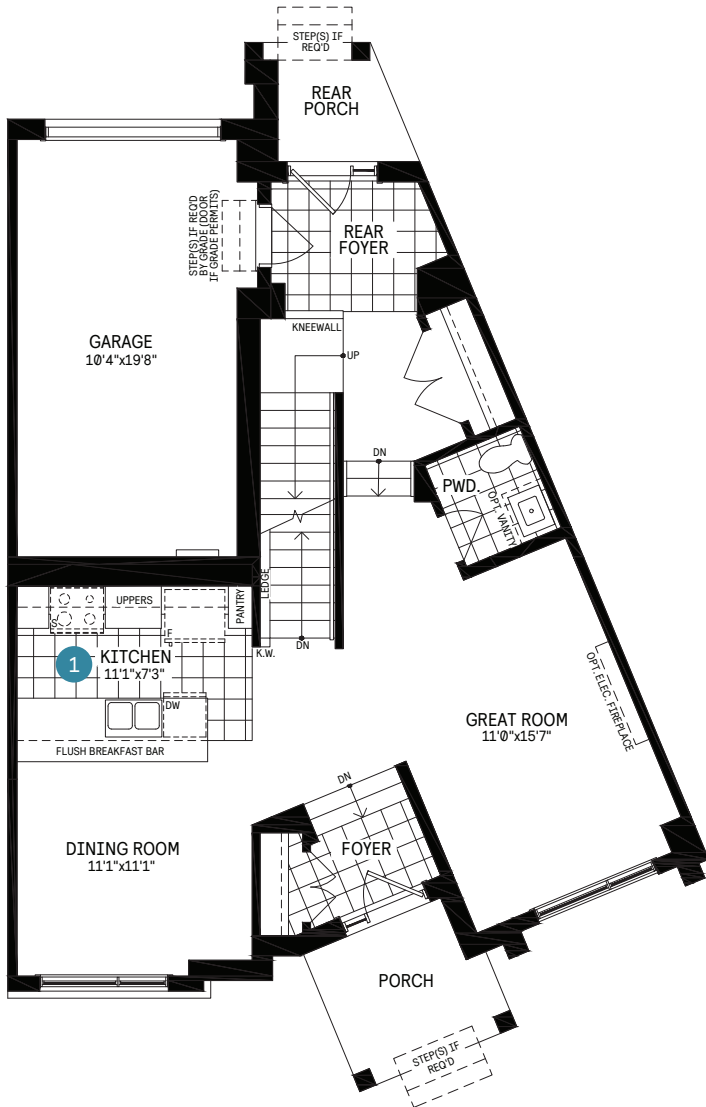 STEP(S) IF
REQ'D
REAR
PORCH
STEP(S) IF REQ'D
BY GRADE (DOOR
IF GRADE PERMITS)
REAR
FOYER
KNEEWALL
GARAGE
10'4"x19'8"
UP
DN
PWD.
OPT. VANITY
LEDGE
PANTRY
UPPERS
S
F
DN
K.W.
1
KITCHEN
11'1"x7'3"
DW
FLUSH BREAKFAST BAR
OPT. ELEC. FIREPLACE
GREAT ROOM
11'0"x15'7"
DN
FOYER
DINING ROOM
11'1"x11'1"
PORCH
STEP(S) IF
REQ'D